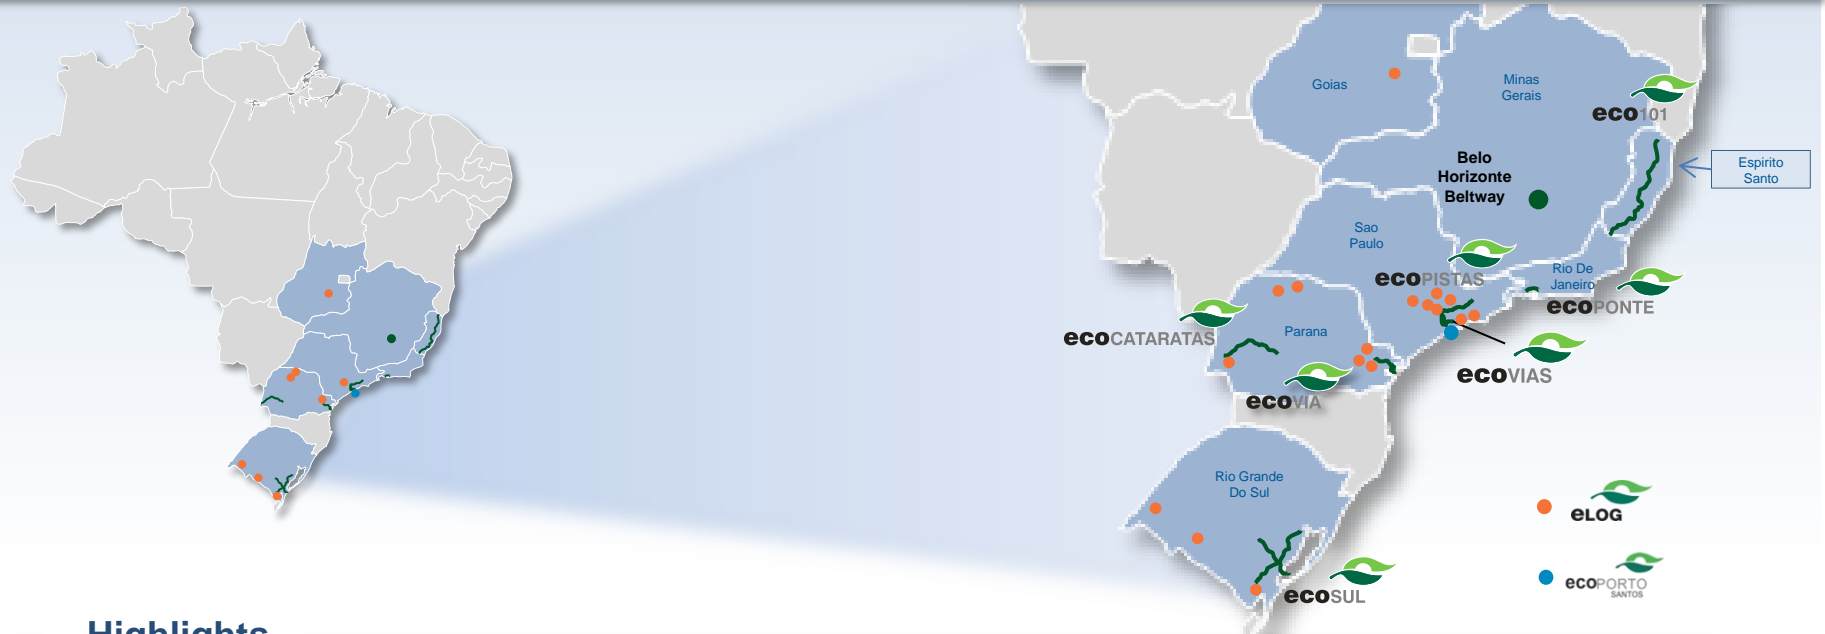 Goias
Minas
Gerais
eco101
Belo
Horizonte
Beltway
Espirito
Santo
Sao
Paulo
ecoPISTAS
Rio De
Janeiro
ecoPONTE
ecoCATARATAS
Parana
ecoVIAS
ecoVIA
Rio Grande
Do Sul
eLOG
ecoPORTO
SANTOS
ecoSUL
Highlights